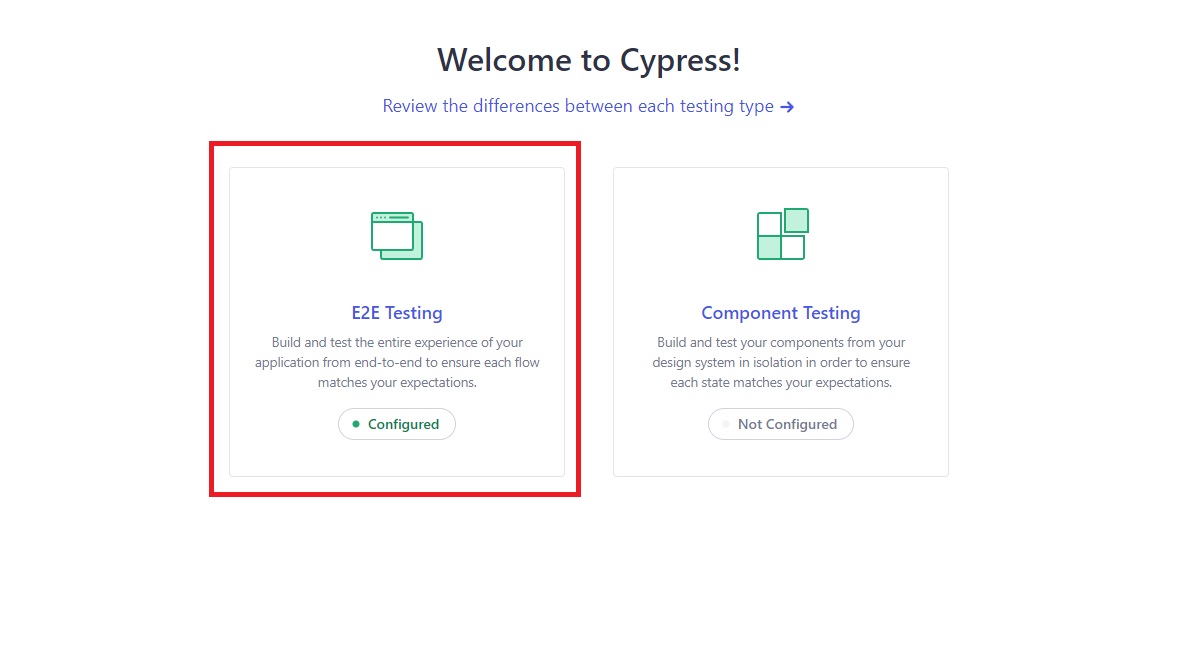 Welcome to Cypress!
Review the differences between each testing type →
E2E Testing
Build and test the entire experience of your
application from end-to-end to ensure each flow
matches your expectations.
Configured
Component Testing
Build and test your components from your
design system in isolation in order to ensure
each state matches your expectations.
Not Configured